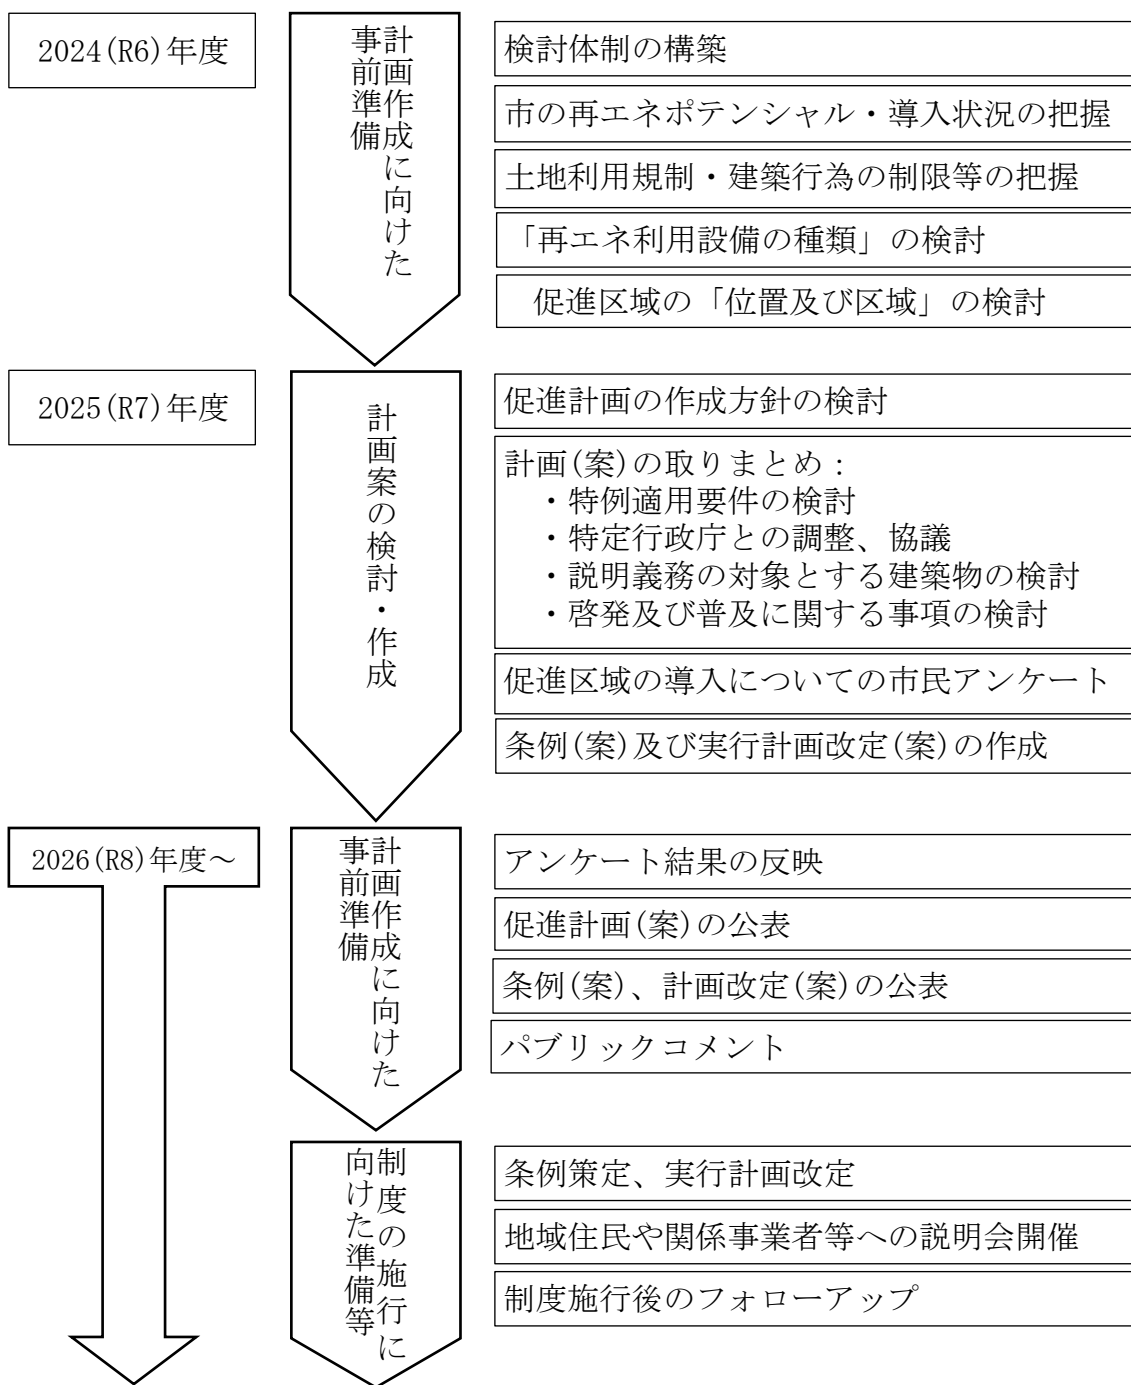 2024(R6)年度
計画作成に向けた
事前準備
検討体制の構築
市の再エネポテンシャル・導入状況の把握
土地利用規制・建築行為の制限等の把握
「再エネ利用設備の種類」の検討
促進区域の「位置及び区域」の検討
2025(R7)年度
計画案の検討・作成
促進計画の作成方針の検討
計画(案)の取りまとめ：
・特例適用要件の検討
・特定行政庁との調整、協議
・説明義務の対象とする建築物の検討
・啓発及び普及に関する事項の検討
促進区域の導入についての市民アンケート
条例(案)及び実行計画改定(案)の作成
2026(R8)年度～
計画作成に向けた
事前準備
アンケート結果の反映
促進計画(案)の公表
条例(案)、計画改定(案)の公表
パブリックコメント
制度の施行に
向けた準備等
条例策定、実行計画改定
地域住民や関係事業者等への説明会開催
制度施行後のフォローアップ